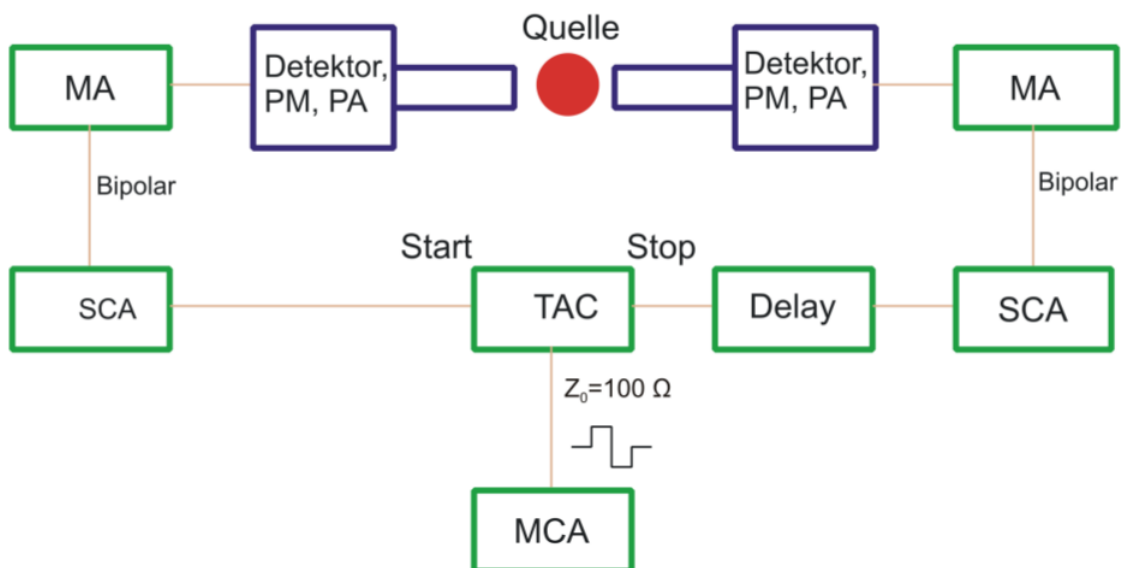 Quelle
MA
Detektor,
PM, PA
Detektor,
PM, PA
MA
Bipolar
Bipolar
Start
Stop
SCA
TAC
Delay
SCA
Z₀=100 Ω
MCA